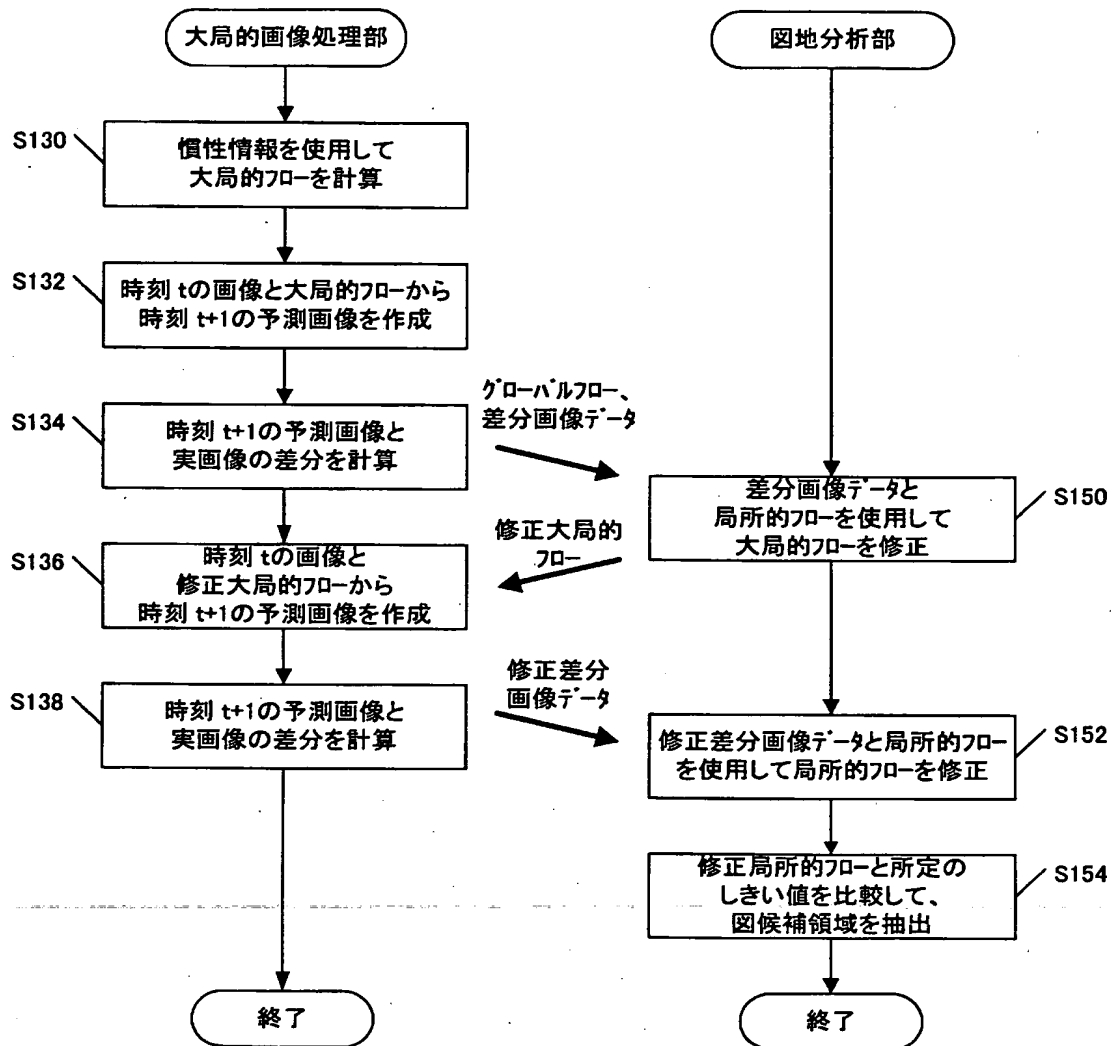 大局的画像処理部
図地分析部
S130
慣性情報を使用して
大局的フローを計算
S132
時刻 tの画像と大局的フローから
時刻 t+1の予測画像を作成
S134
時刻 t+1の予測画像と
実画像の差分を計算
グローバルフロー、
差分画像データ
差分画像データと
局所的フローを使用して
大局的フローを修正
S150
修正大局的
フロー
S136
時刻 tの画像と
修正大局的フローから
時刻 t+1の予測画像を作成
S138
時刻 t+1の予測画像と
実画像の差分を計算
修正差分
画像データ
修正差分画像データと局所的フロー
を使用して局所的フローを修正
S152
修正局所的フローと所定の
しきい値を比較して、
図候補領域を抽出
S154
終了
終了